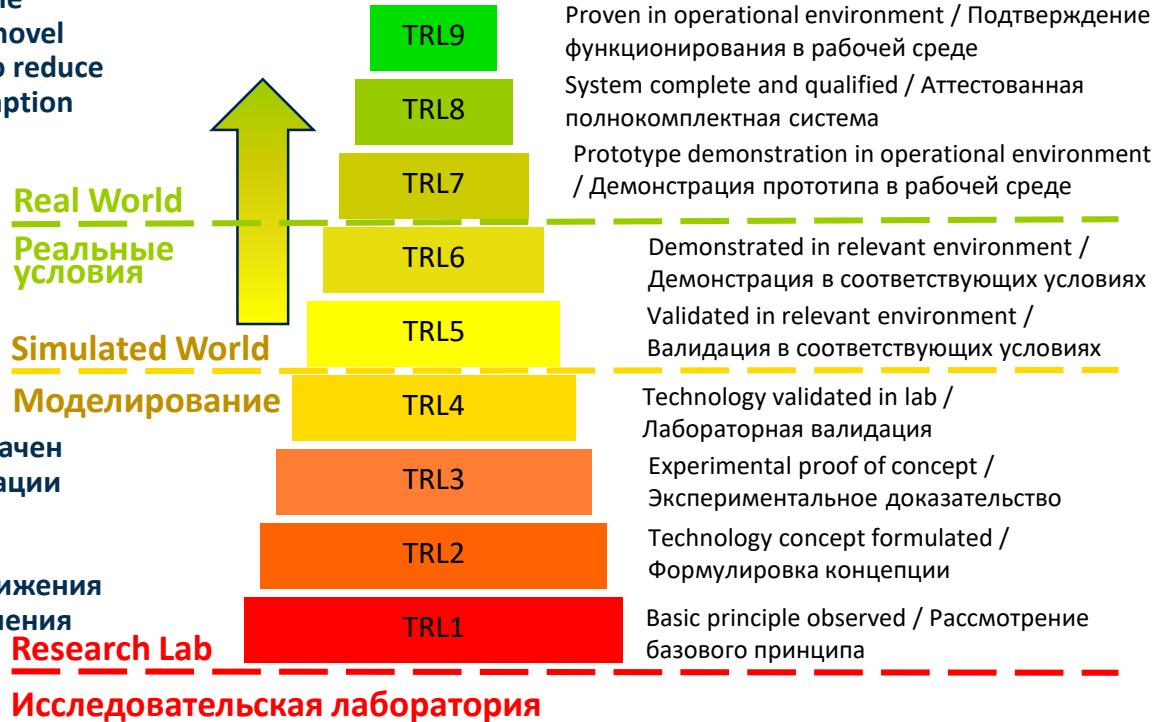 novel
reduce
TRL9
Proven in operational environment / Подтверждение
функционирования в рабочей среде
TRL8
System complete and qualified / Аттестованная
полнокомплектная система
TRL7
Prototype demonstration in operational environment
/ Демонстрация прототипа в рабочей среде
Real World
Реальные
условия
TRL6
Demonstrated in relevant environment /
Демонстрация в соответствующих условиях
TRL5
Validated in relevant environment /
Валидация в соответствующих условиях
Simulated World
Моделирование
TRL4
Technology validated in lab /
Лабораторная валидация
TRL3
Experimental proof of concept /
Экспериментальное доказательство
TRL2
Technology concept formulated /
Формулировка концепции
TRL1
Basic principle observed / Рассмотрение
базового принципа
Research Lab
Исследовательская лаборатория